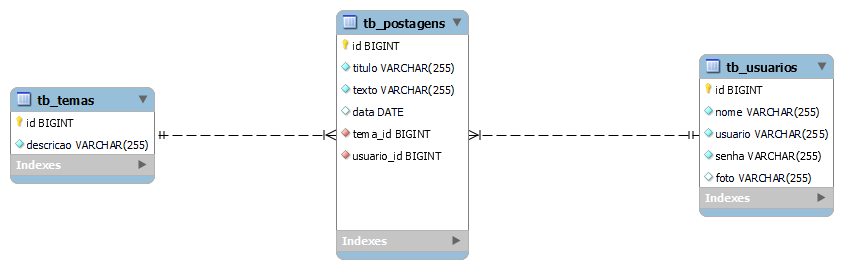 tb_temas
id BIGINT
descricao VARCHAR(255)
Indexes
tb_postagens
id BIGINT
titulo VARCHAR(255)
texto VARCHAR(255)
data DATE
tema_id BIGINT
usuario_id BIGINT
Indexes
tb_usuarios
id BIGINT
nome VARCHAR(255)
usuario VARCHAR(255)
senha VARCHAR(255)
foto VARCHAR(255)
Indexes